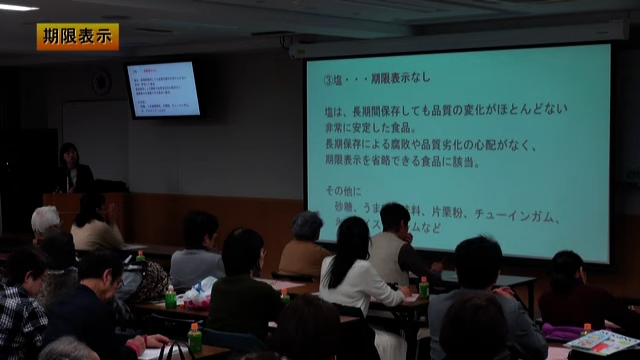 期限表示
③塩・・・期限表示なし
塩は、長期間保存しても品質の変化がほとんどない
非常に安定した食品。
長期保存による腐敗や品質劣化の心配がなく、
期限表示を省略できる食品に該当。
その他に
砂糖、うま味調味料、片栗粉、チューインガム、
など